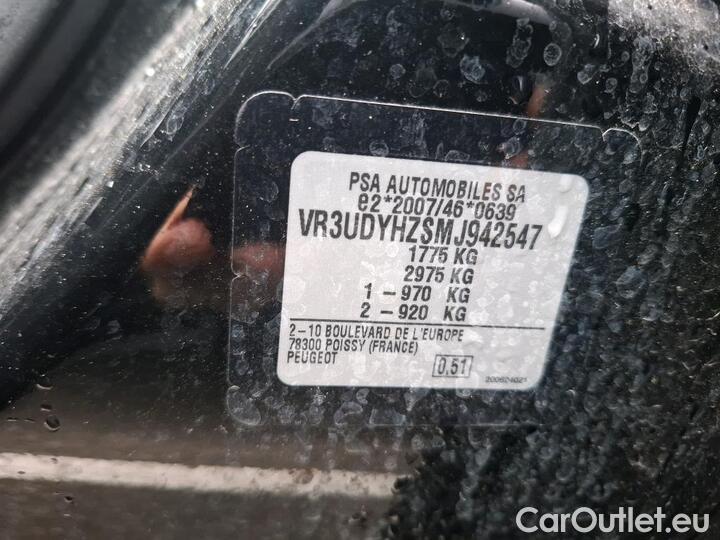 PSA AUTOMOBILES SA
e2*2007/46*0639
VR3UDYHZSMJ942547
1775 KG
2975 KG
1 - 970 KG
2 - 920 KG
2-10 BOULEVARD DE L'EUROPE
78300 POISSY (FRANCE)
PEUGEOT
0.51
200624021
CarOutlet.eu